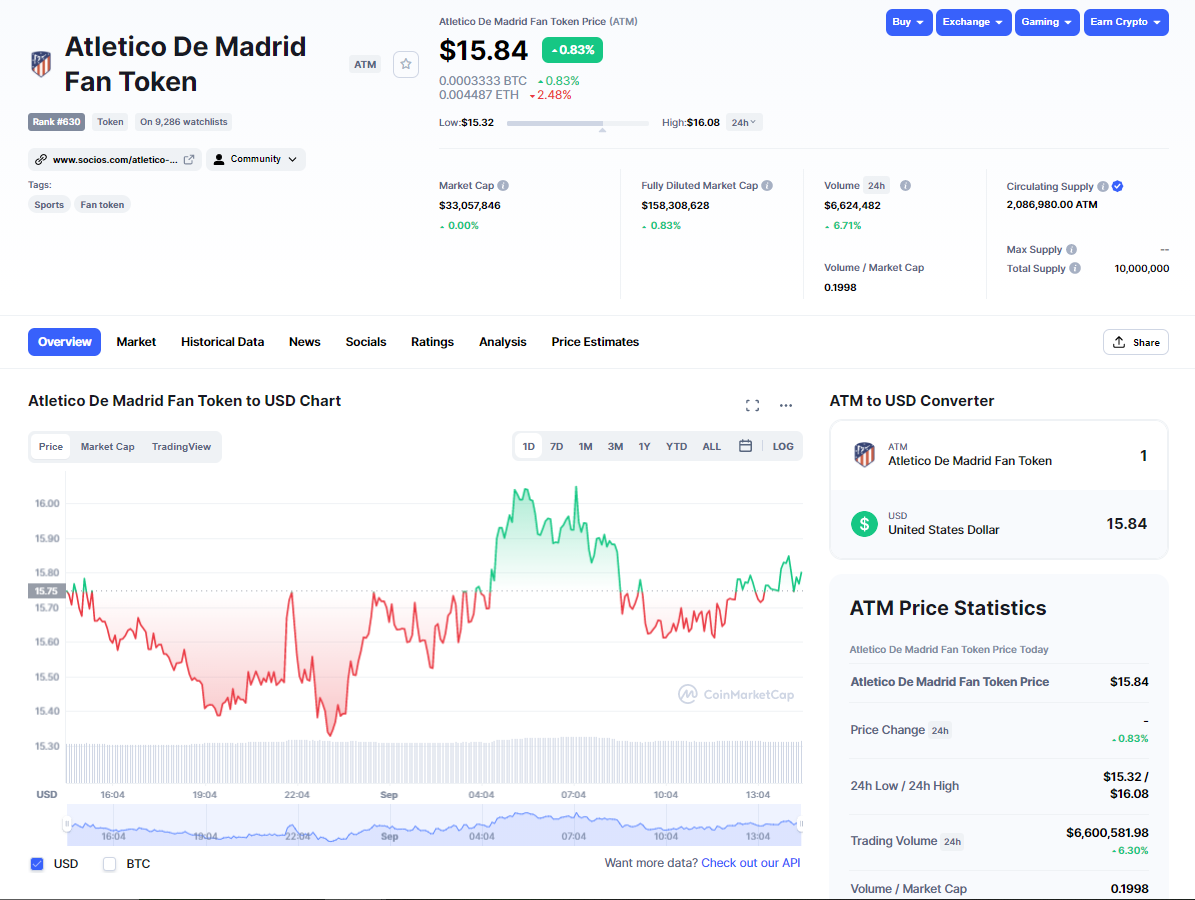 Atletico De Madrid
Fan Token
ATM
Rank #630
Token
On 9,286 watchlists
www.socios.com/atletico-...
Community
Tags:
Sports
Fan token
Atletico De Madrid Fan Token Price (ATM)
$15.84
0.83%
0.0003333 BTC
0.83%
0.004487 ETH
2.48%
Low:$15.32
High:$16.08
24h
Buy
Exchange
Gaming
Earn Crypto
Market Cap
$33,057,846
0.00%
Fully Diluted Market Cap
$158,308,628
0.83%
Volume
24h
$6,624,482
6.71%
Volume / Market Cap
0.1998
Circulating Supply
2,086,980.00 ATM
Max Supply
--
Total Supply
10,000,000
Overview
Market
Historical Data
News
Socials
Ratings
Analysis
Price Estimates
Share
Atletico De Madrid Fan Token to USD Chart
Price
Market Cap
TradingView
1D
7D
1M
3M
1Y
YTD
ALL
LOG
16.00
15.90
15.80
15.75
15.70
15.60
15.50
15.40
15.30
CoinMarketCap
USD
16:04
19:04
22:04
Sep
04:04
07:04
10:04
13:04
16:04
19:04
22:04
Sep
04:04
07:04
10:04
13:04
USD
BTC
Want more data? Check out our API
ATM to USD Converter
ATM
Atletico De Madrid Fan Token
1
$
USD
United States Dollar
15.84
ATM Price Statistics
Atletico De Madrid Fan Token Price Today
Atletico De Madrid Fan Token Price
$15.84
Price Change
24h
-
0.83%
24h Low / 24h High
$15.32 /
$16.08
Trading Volume
24h
$6,600,581.98
6.30%
Volume / Market Cap
0.1998